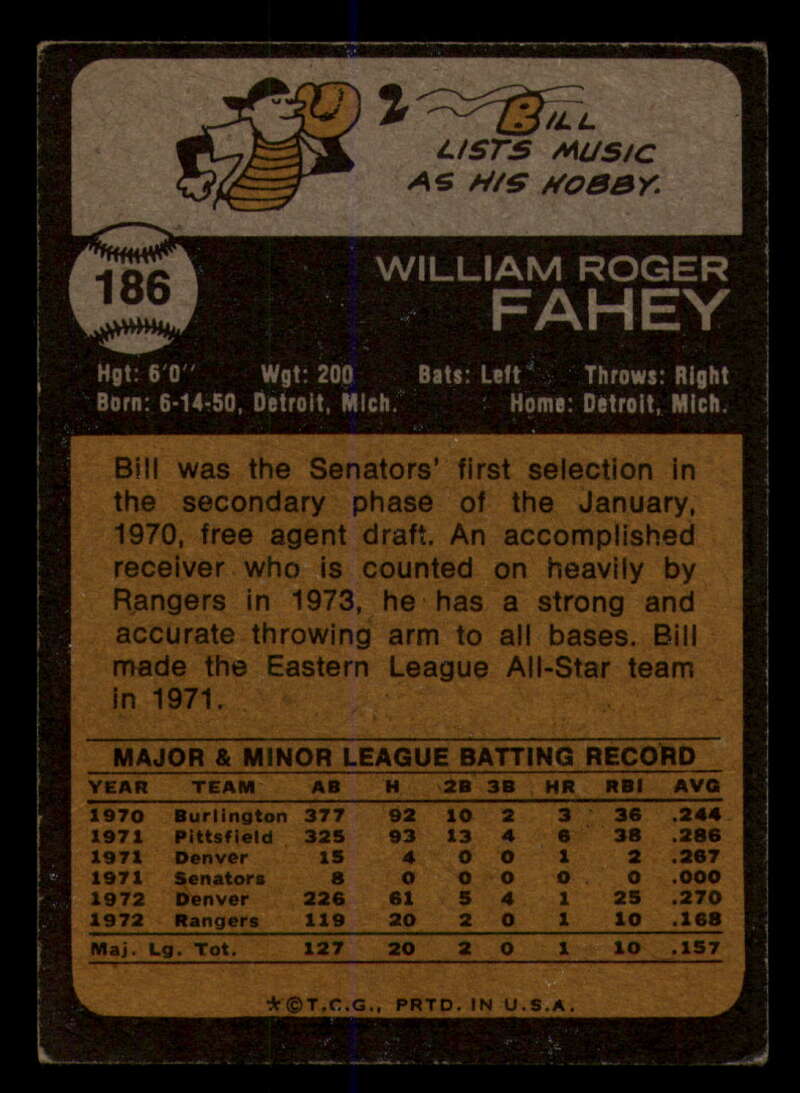 2 BILL
LISTS MUSIC
AS HIS HOBBY.
186
WILLIAM ROGER
FAHEY
Hgt: 6'0" Wgt: 200 Bats: Left Throws: Right
Born: 6-14-50, Detroit, Mich. Home: Detroit, Mich.
Bill was the Senators' first selection in
the secondary phase of the January,
1970, free agent draft. An accomplished
receiver who is counted on heavily by
Rangers in 1973, he has a strong and
accurate throwing arm to all bases. Bill
made the Eastern League All-Star team
in 1971.
MAJOR & MINOR LEAGUE BATTING RECORD
YEAR TEAM AB H 2B 3B HR RBI AVG
1970 Burlington 377 92 10 2 3 36 .244
1971 Pittsfield 325 93 13 4 6 38 .286
1971 Denver 15 4 0 0 1 2 .267
1971 Senators 8 0 0 0 0 0 .000
1972 Denver 226 61 5 4 1 25 .270
1972 Rangers 119 20 2 0 1 10 .168
Maj. Lg. Tot. 127 20 2 0 1 10 .157
*©T.C.G., PRTD. IN U.S.A.